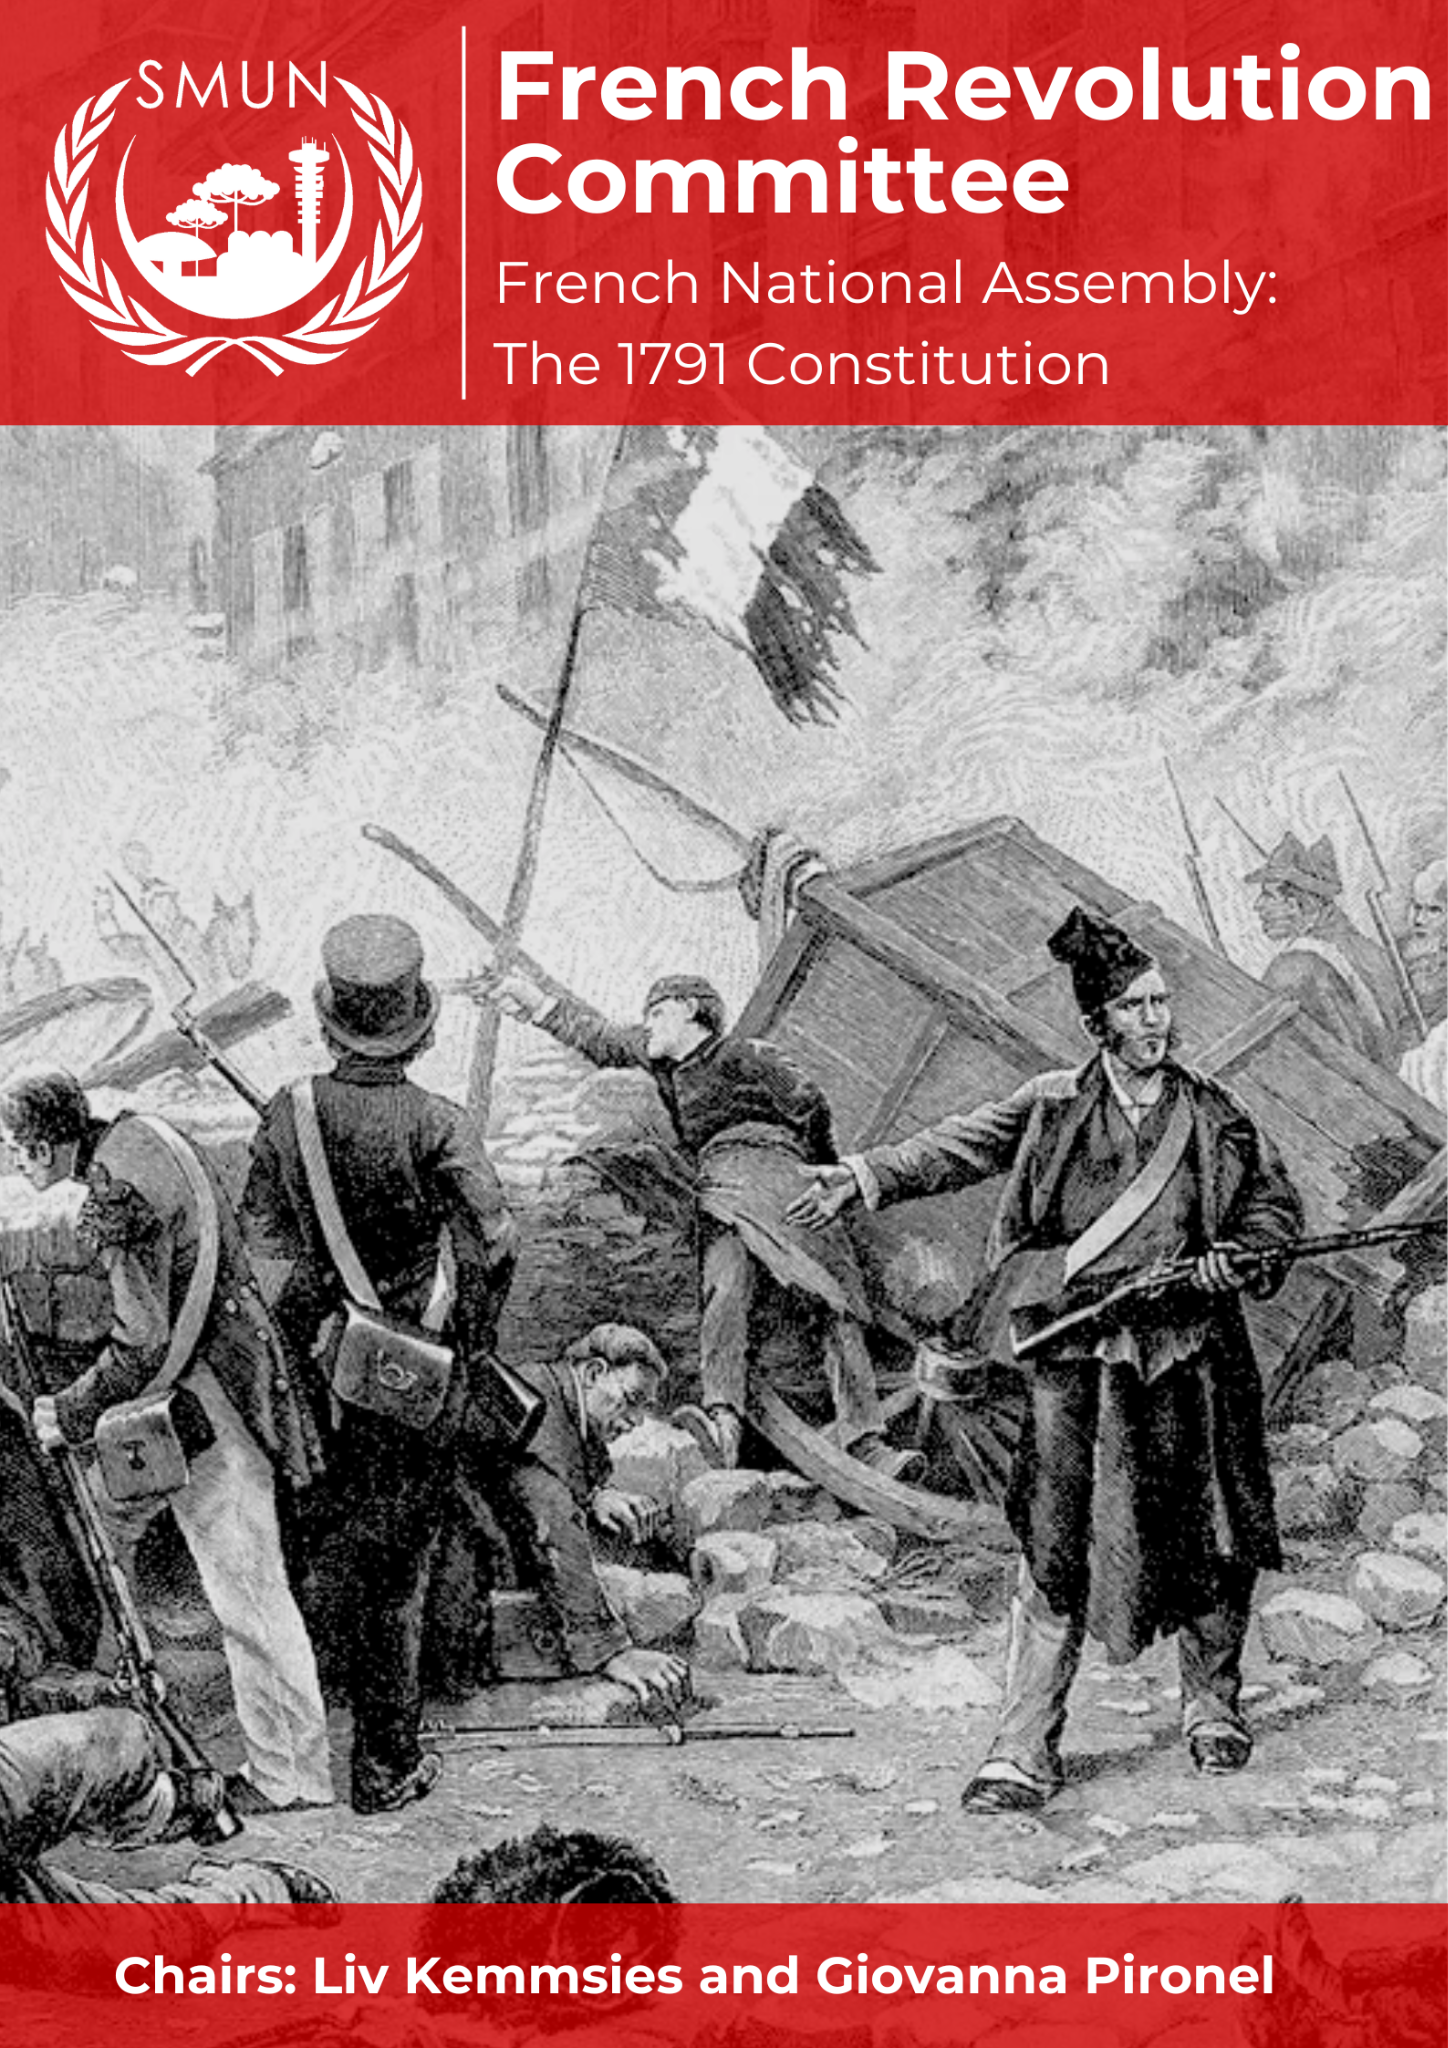 SMUN
French Revolution
Committee
French National Assembly:
The 1791 Constitution
Chairs: Liv Kemmsies and Giovanna Pironel